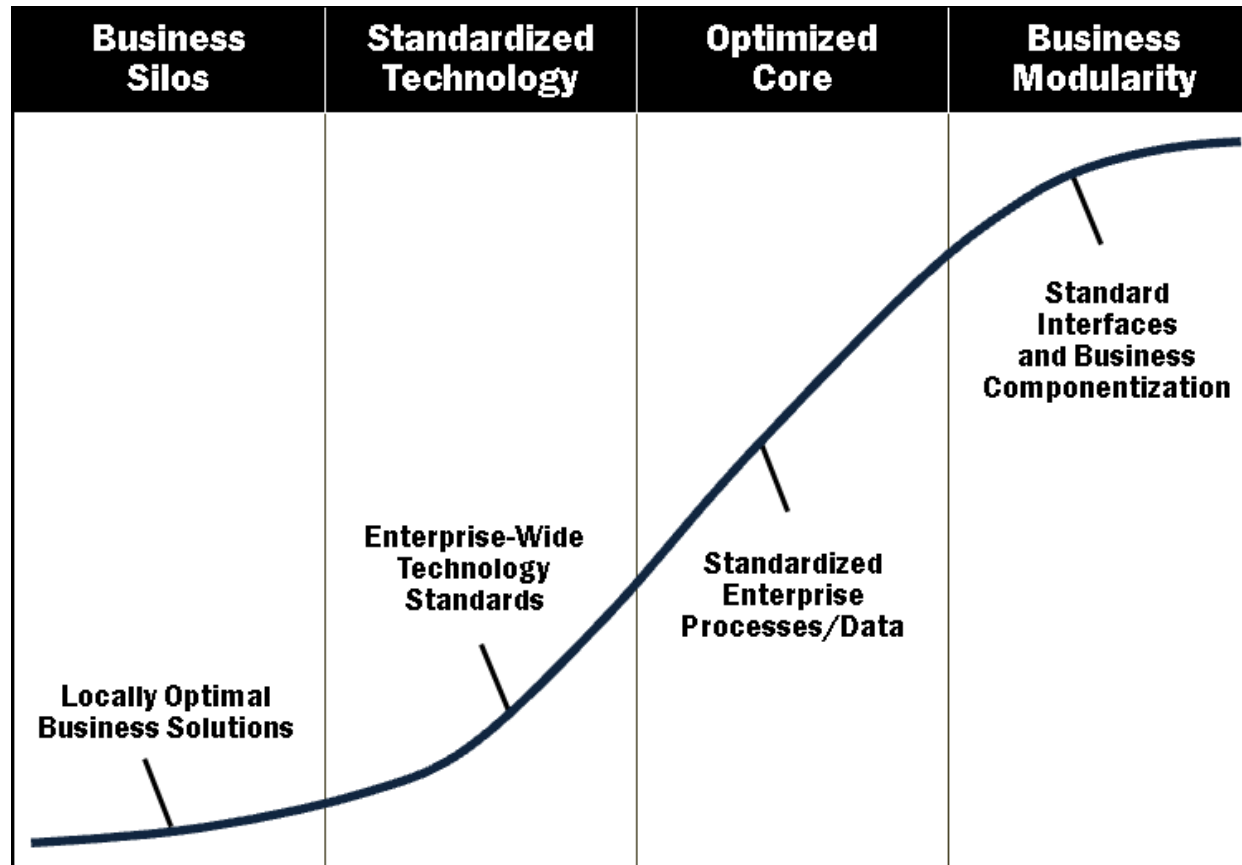 Business
Silos
Standardized
Technology
Optimized
Core
Business
Modularity
Locally Optimal
Business Solutions
Enterprise-Wide
Technology
Standards
Standardized
Enterprise
Processes/Data
Standard
Interfaces
and Business
Componentization